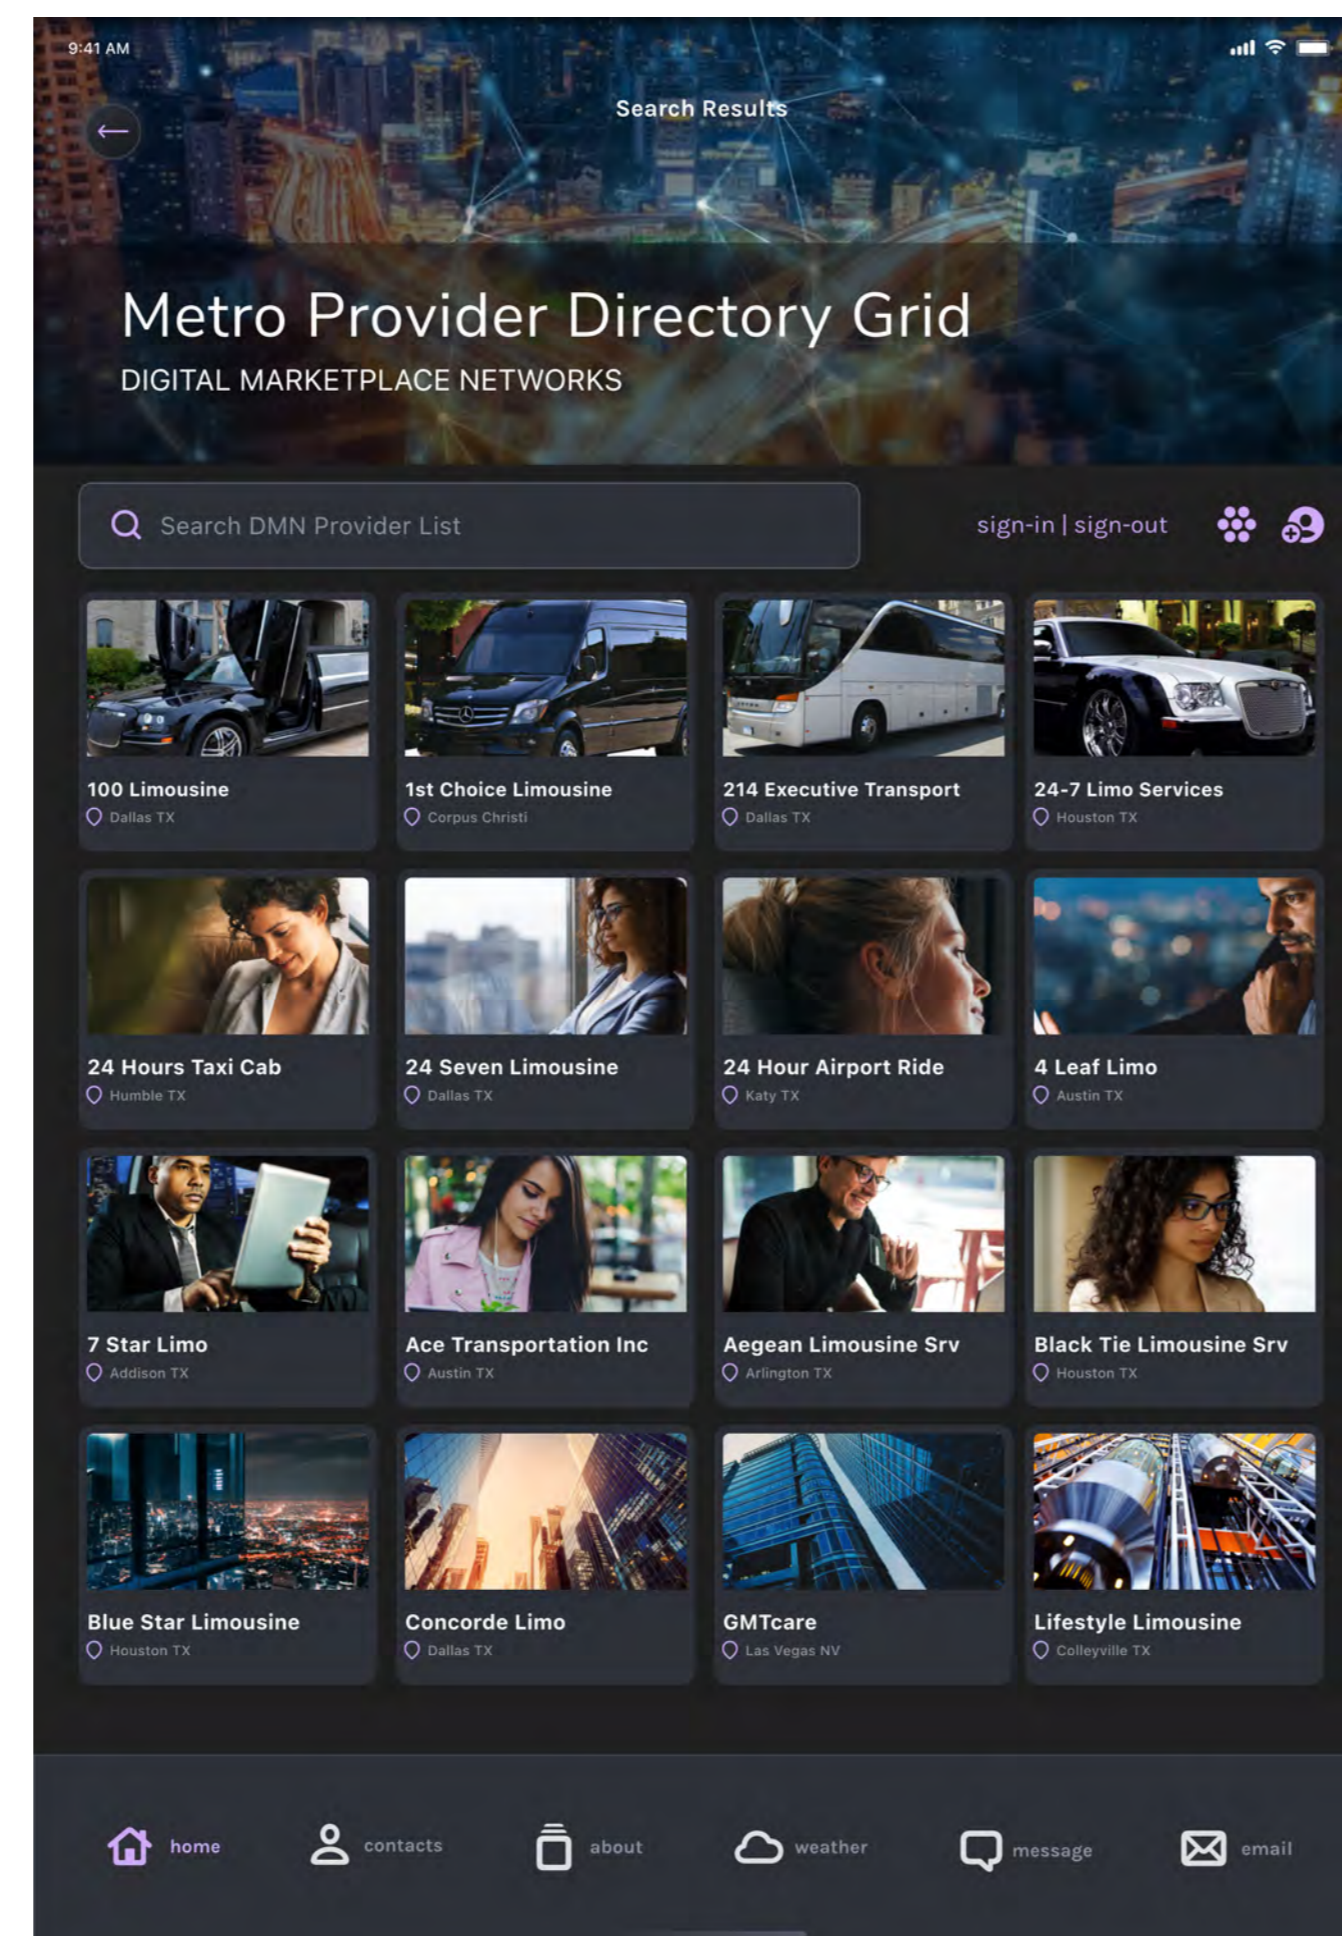 9:41 AM
Search Results
Metro Provider Directory Grid
DIGITAL MARKETPLACE NETWORKS
Search DMN Provider List
sign-in | sign-out
100 Limousine
Dallas TX
1st Choice Limousine
Corpus Christi
214 Executive Transport
Dallas TX
24-7 Limo Services
Houston TX
24 Hours Taxi Cab
Humble TX
24 Seven Limousine
Dallas TX
24 Hour Airport Ride
Katy TX
4 Leaf Limo
Austin TX
7 Star Limo
Addison TX
Ace Transportation Inc
Austin TX
Aegean Limousine Srv
Arlington TX
Black Tie Limousine Srv
Houston TX
Blue Star Limousine
Houston TX
Concorde Limo
Dallas TX
GMTcare
Las Vegas NV
Lifestyle Limousine
Colleyville TX
home
contacts
about
weather
message
email